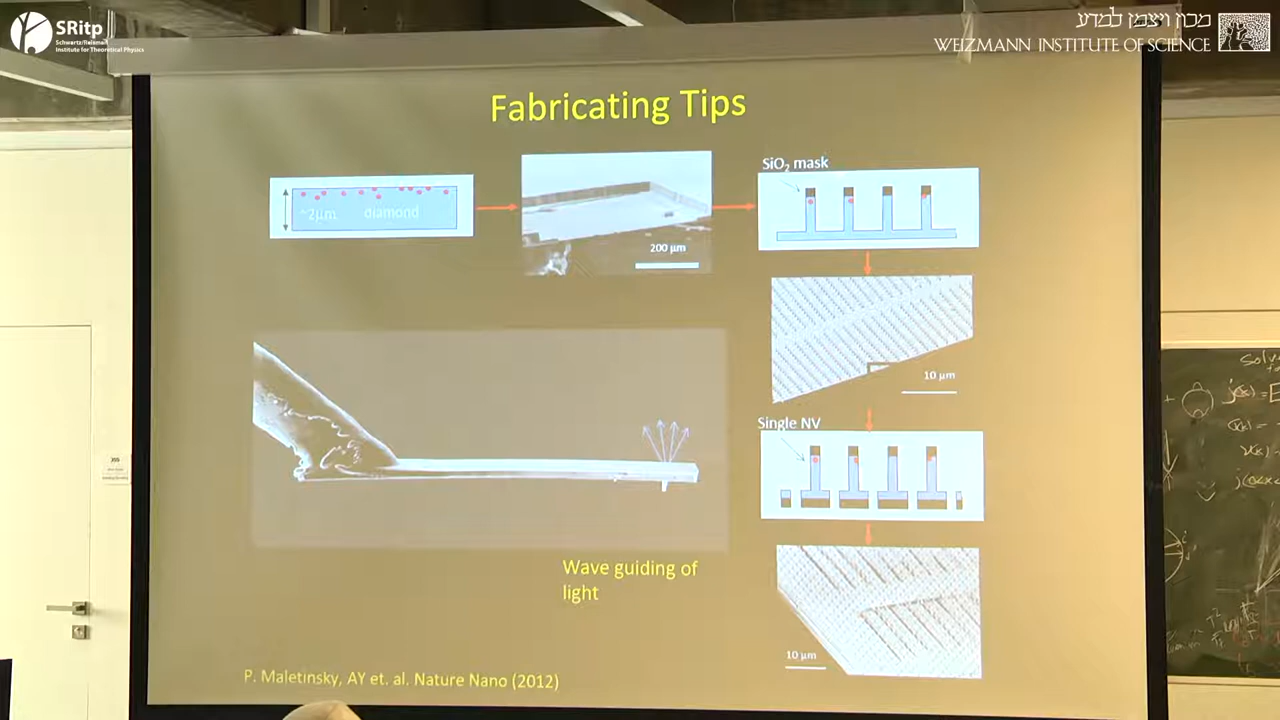 SRitp
Schwartz/Reisman
Institute for Theoretical Physics
מכון ויצמן למדע
WEIZMANN INSTITUTE OF SCIENCE
Fabricating Tips
~2μm
diamond
200 μm
SiO₂ mask
10 μm
Single NV
10 μm
Wave guiding of
light
P. Maletinsky, AY et. al. Nature Nano (2012)